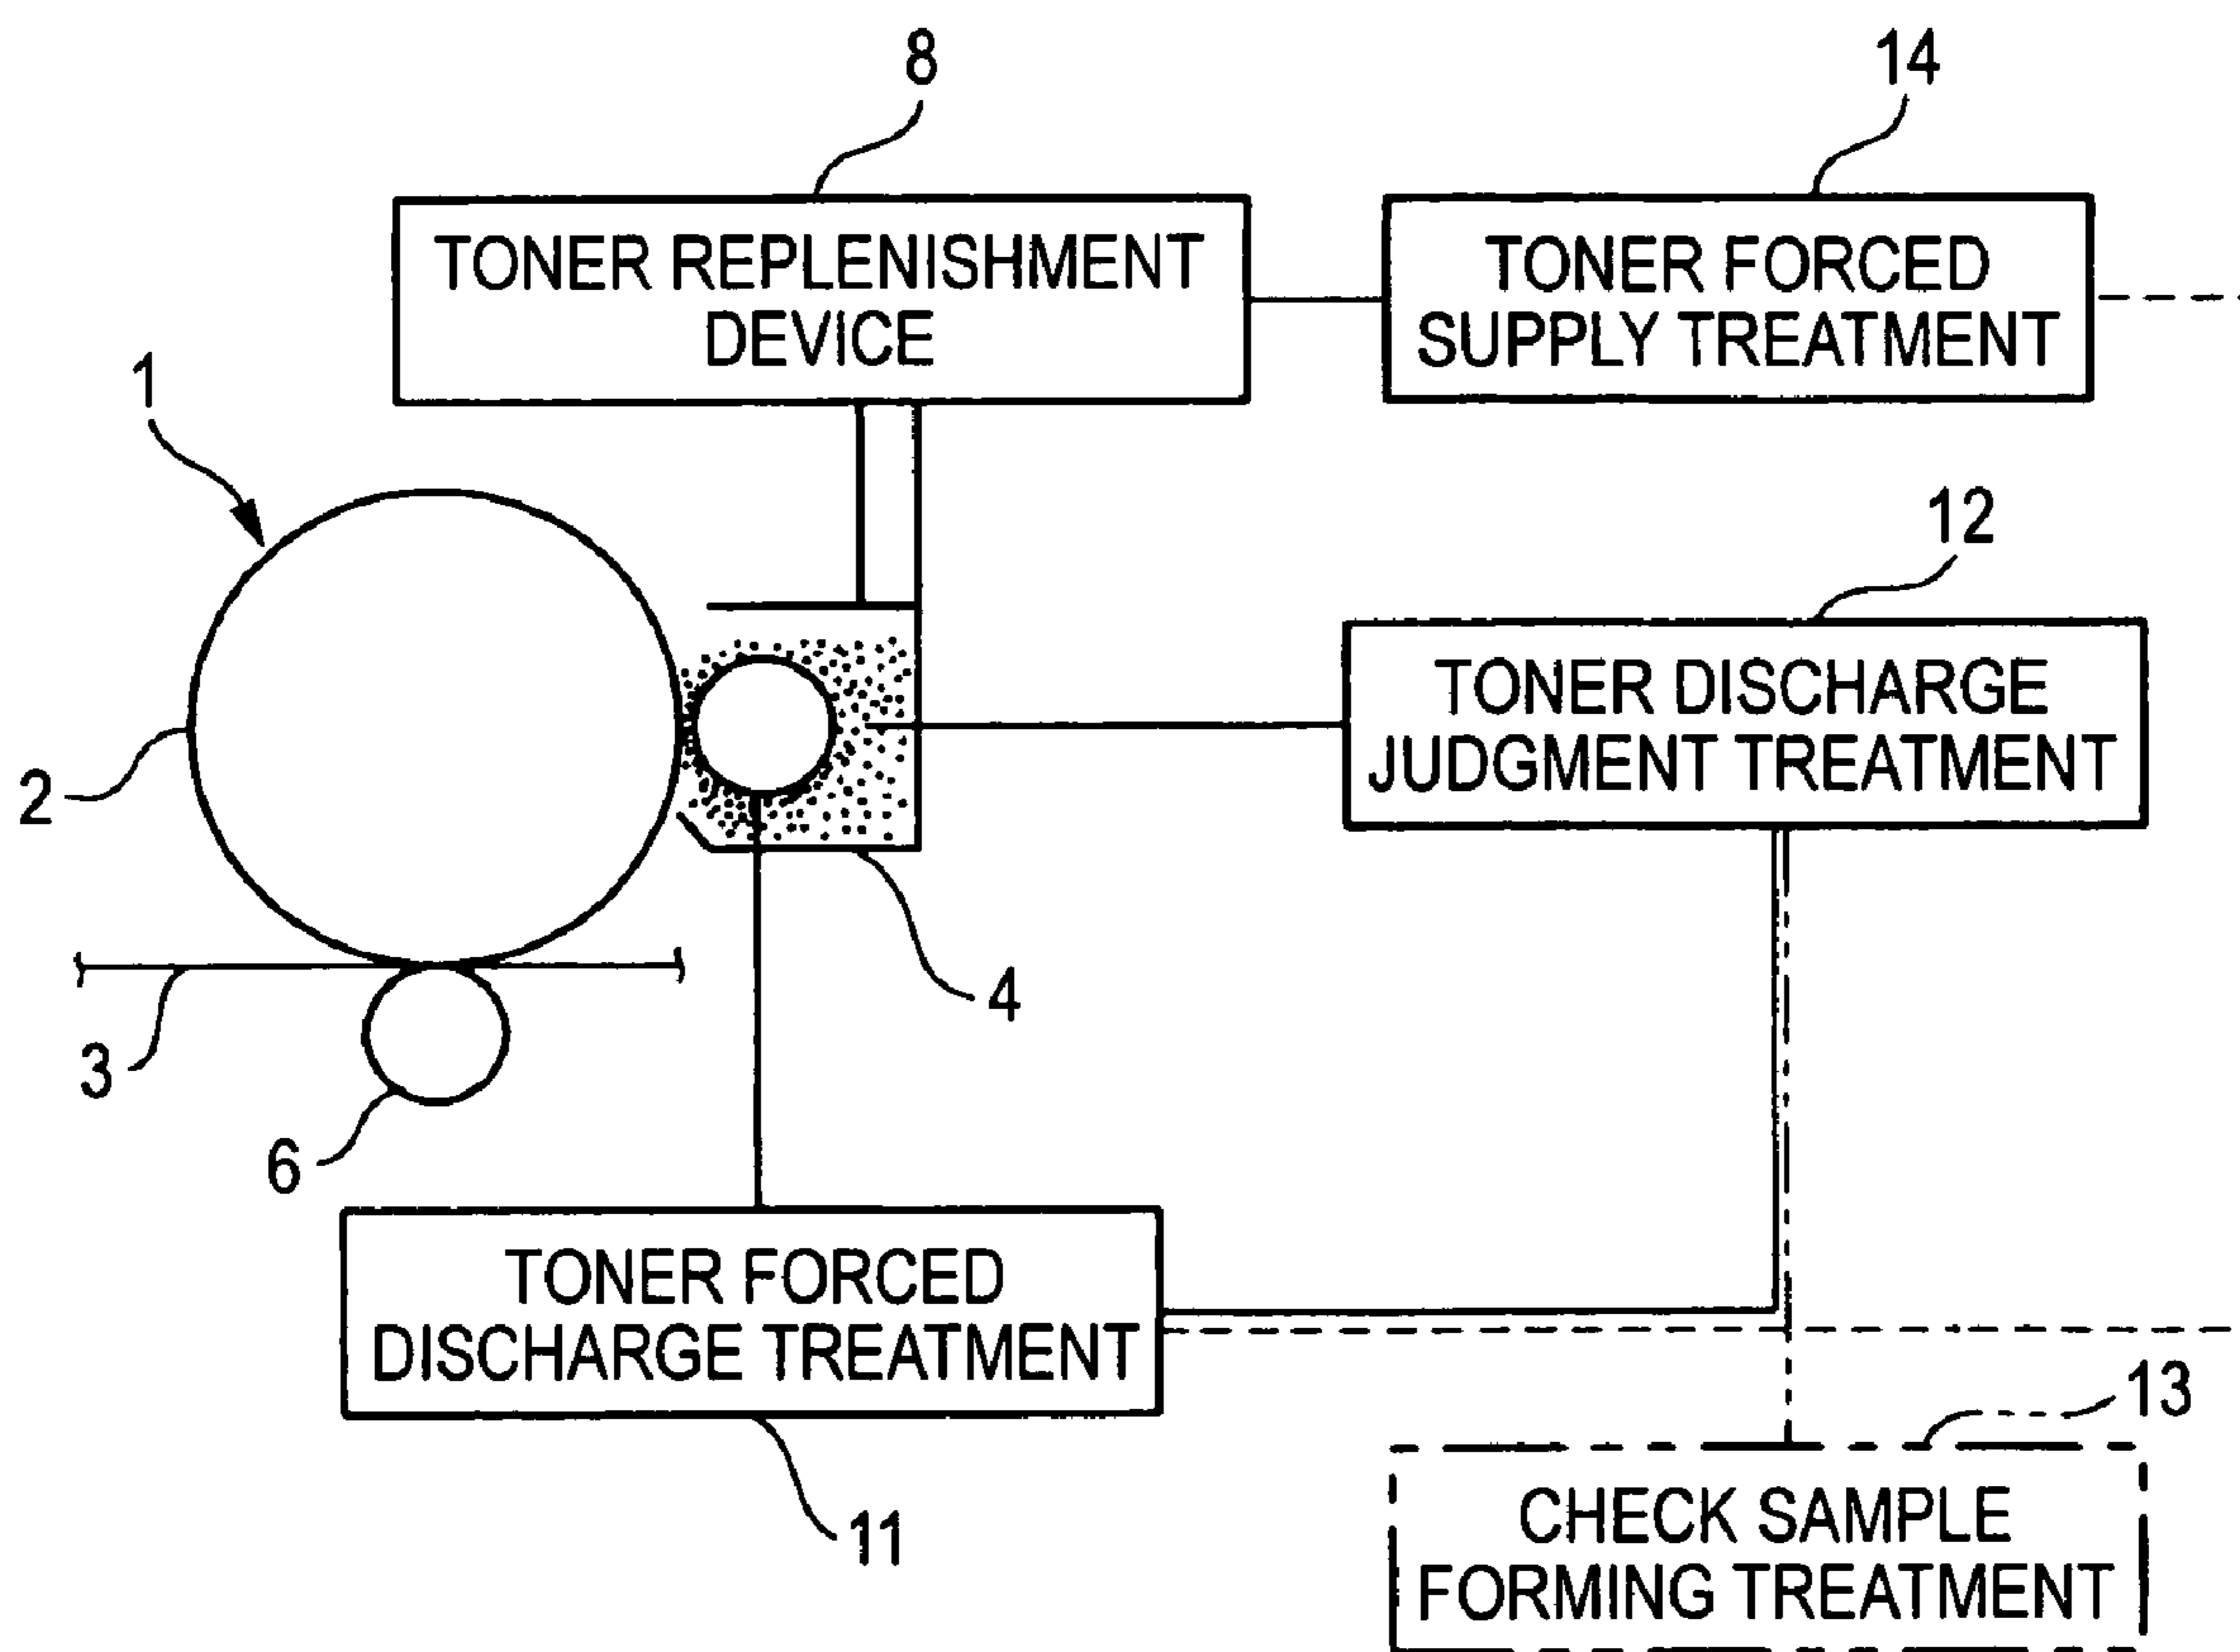 8
14
TONER REPLENISHMENT
DEVICE
TONER FORCED
SUPPLY TREATMENT
1
12
TONER DISCHARGE
JUDGMENT TREATMENT
2
4
3
6
TONER FORCED
DISCHARGE TREATMENT
13
11
CHECK SAMPLE
FORMING TREATMENT